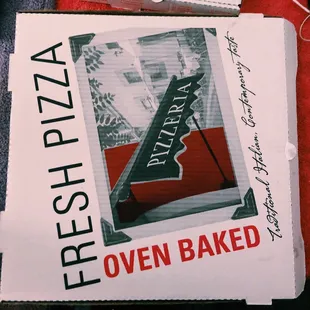 FRESH PIZZA
PIZZERIA
OVEN BAKED
Traditional Italian, Contemporary taste